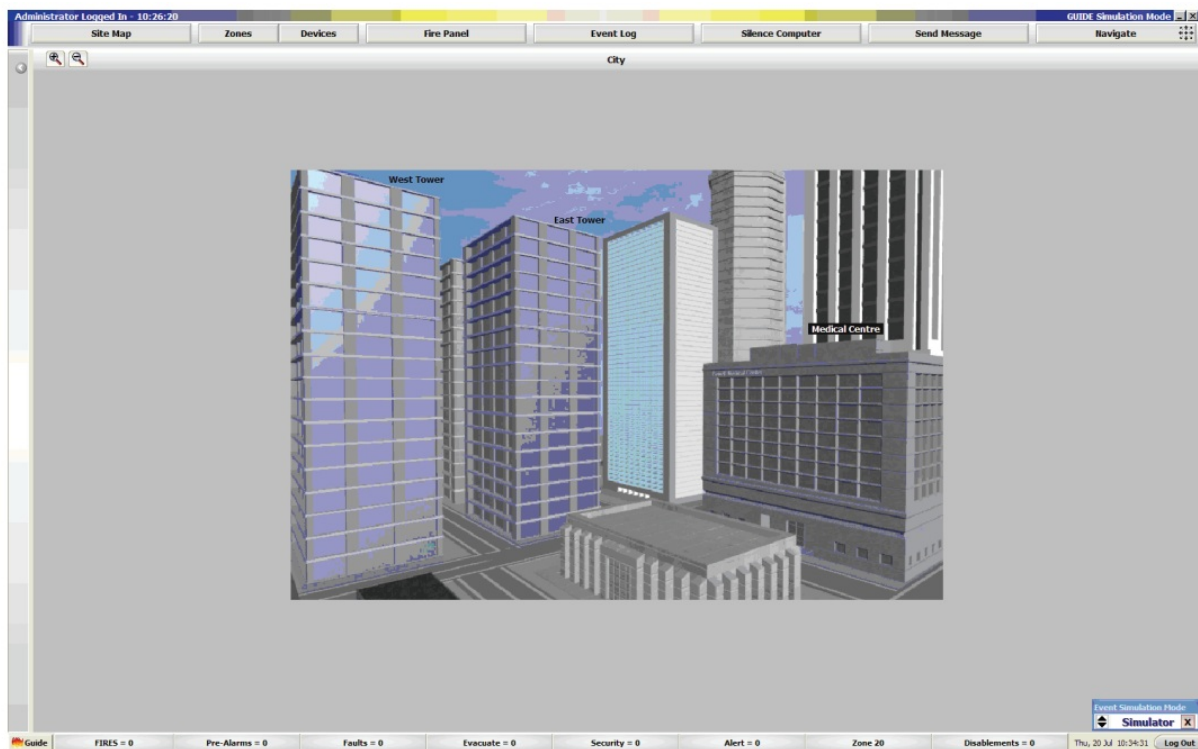 Administrator Logged In - 10:26:20
GUIDE Simulation Mode
Site Map
Zones
Devices
Fire Panel
Event Log
Silence Computer
Send Message
Navigate
City
West Tower
East Tower
Medical Centre
Event Simulation Mode
Simulator
X
Guide
FIRES = 0
Pre-Alarms = 0
Faults = 0
Evacuate = 0
Security = 0
Alert = 0
Zone 20
Disablements = 0
Thu, 20 Jul 10:34:31
Log Out